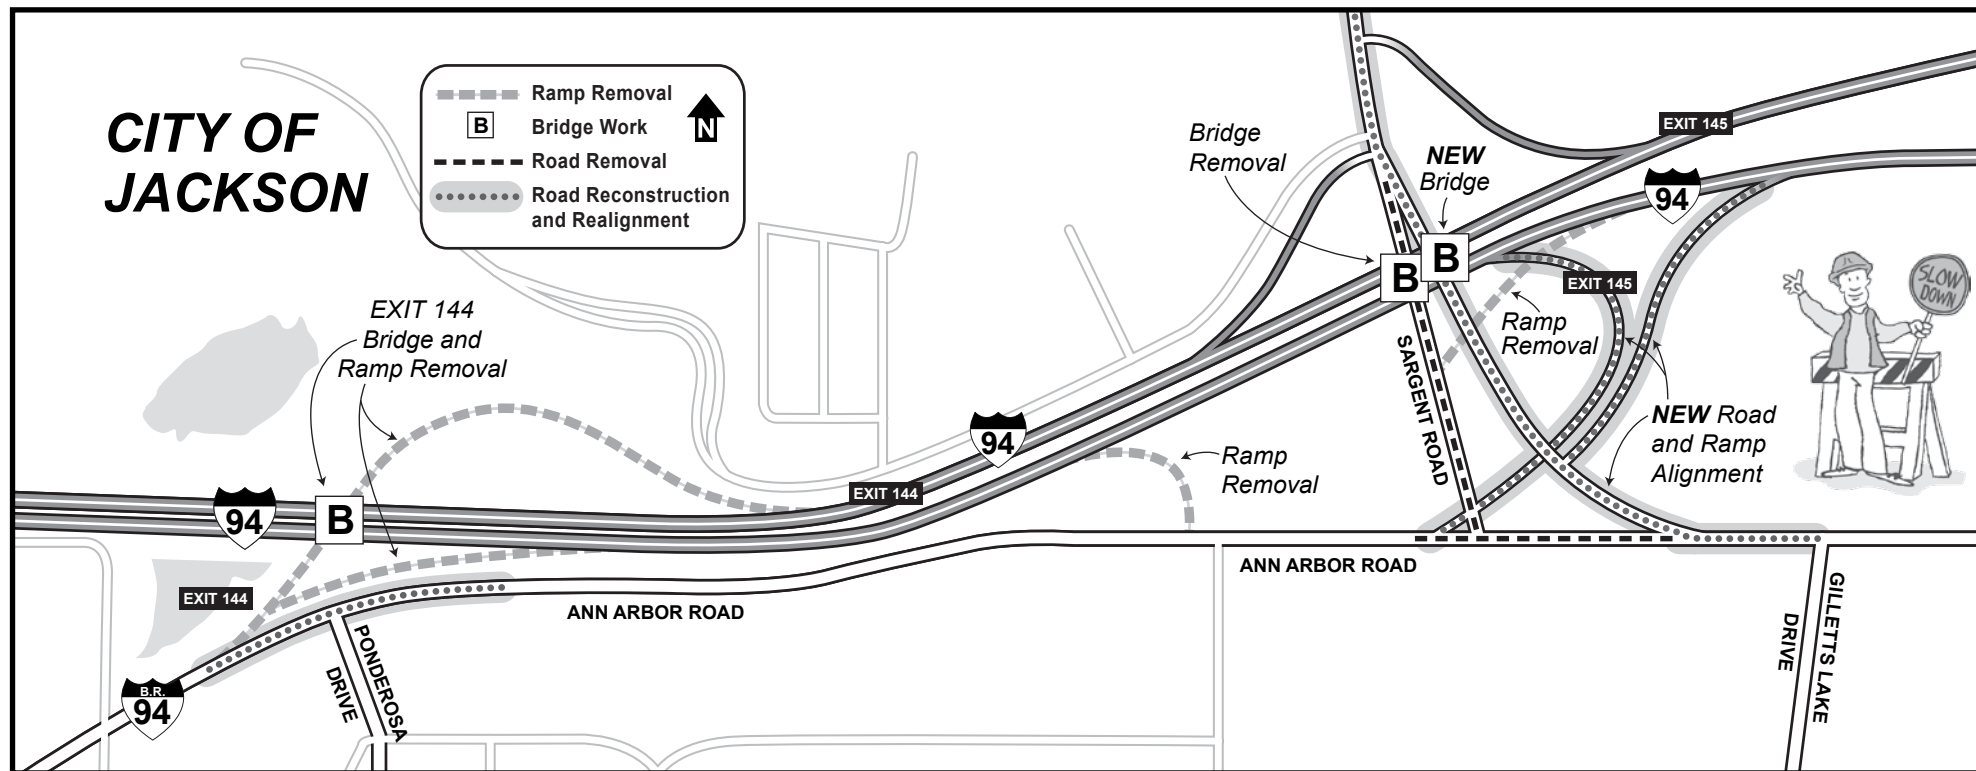 CITY OF
JACKSON
Ramp Removal
N
B
Bridge Work
Road Removal
Road Reconstruction
and Realignment
Bridge
Removal
NEW
Bridge
EXIT 145
94
B
B
EXIT 145
SLOW
DOWN
Ramp
Removal
SARGENT ROAD
NEW Road
and Ramp
Alignment
EXIT 144
Bridge and
Ramp Removal
94
Ramp
Removal
EXIT 144
94
B
ANN ARBOR ROAD
EXIT 144
ANN ARBOR ROAD
PONDEROSA
DRIVE
GILLETTS LAKE
DRIVE
B.R.
94